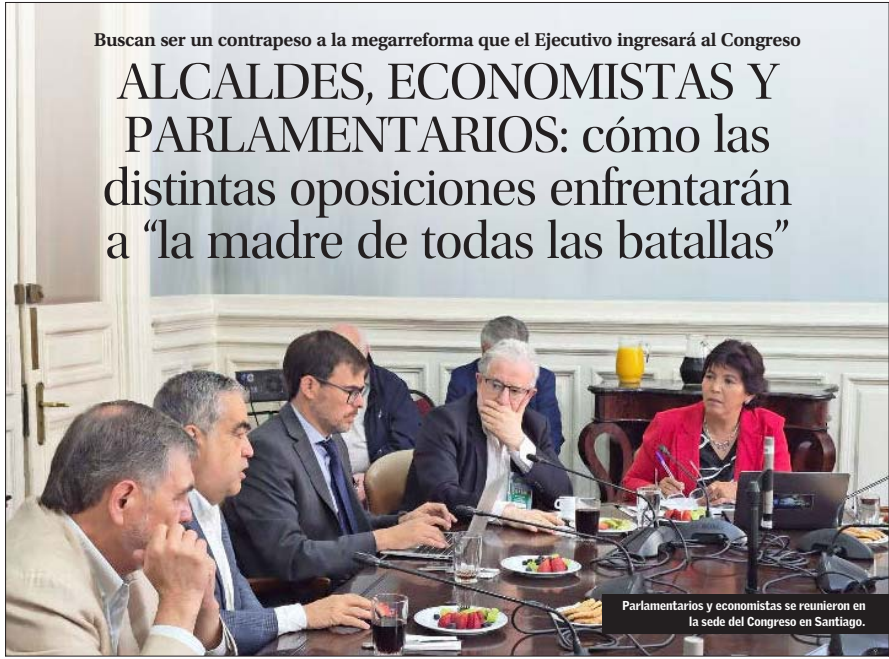 Buscan ser un contrapeso a la megarreforma que el Ejecutivo ingresará al Congreso
ALCALDES, ECONOMISTAS Y
PARLAMENTARIOS: cómo las
distintas oposiciones enfrentarán
a “la madre de todas las batallas”
Parlamentarios y economistas se reunieron en
la sede del Congreso en Santiago.